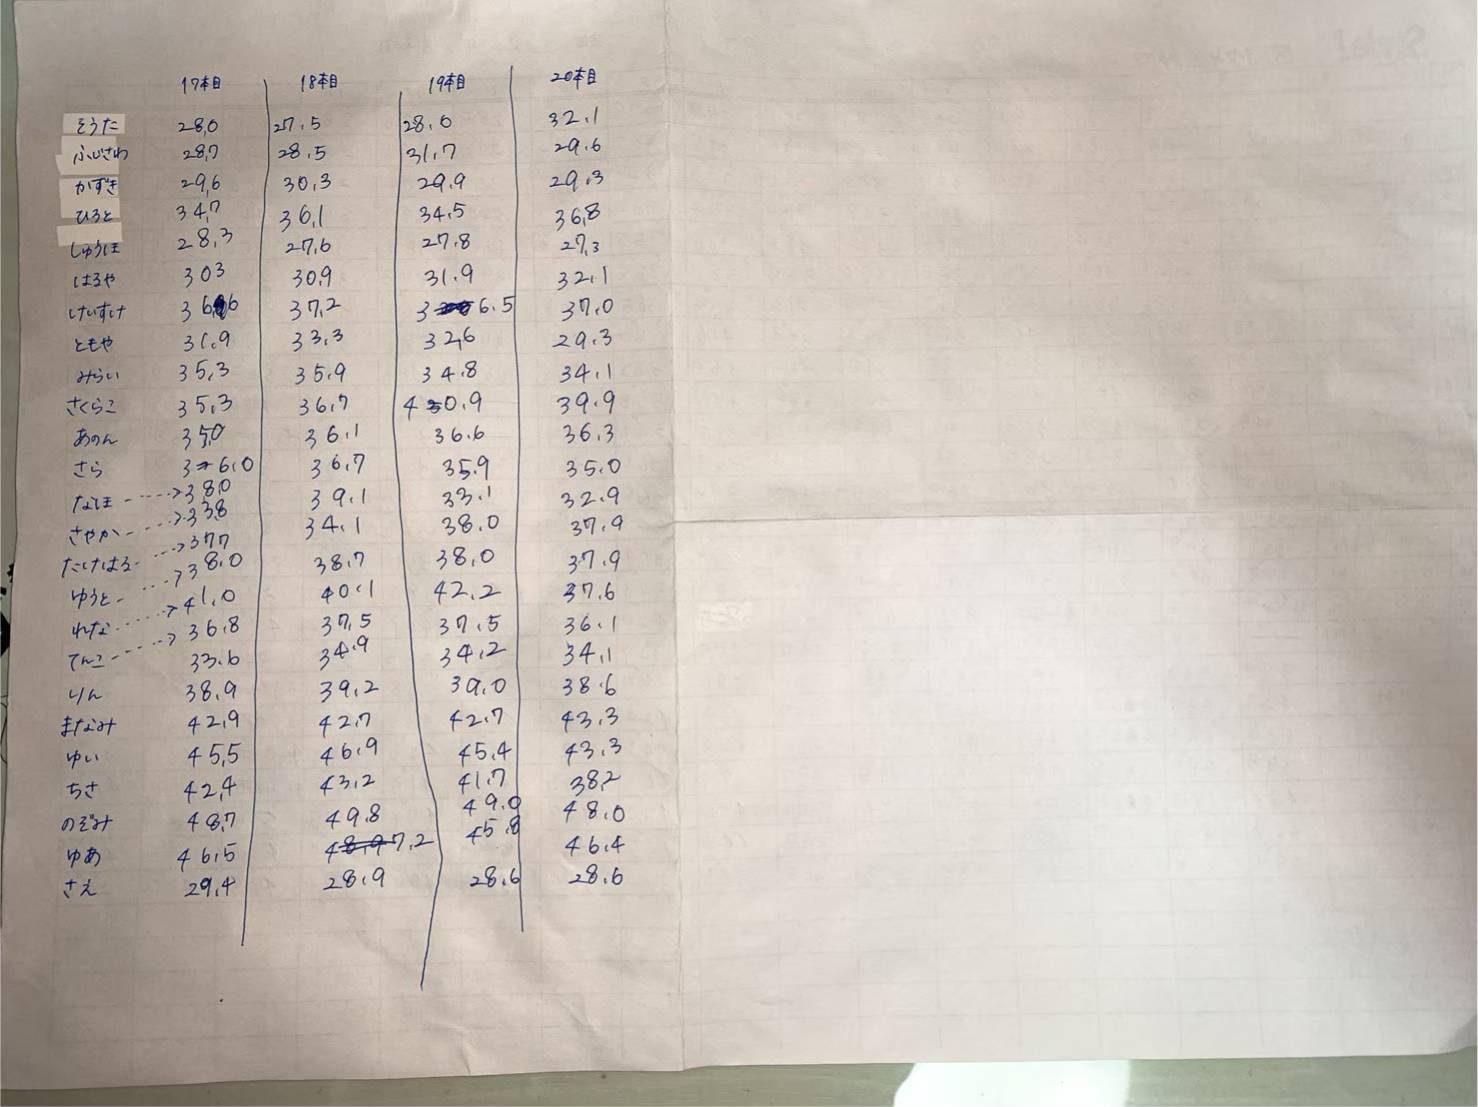 17本目 18本目 19本目 20本目
そうた 28,0 27.5 28.0 32.1
ふじさわ 28,7 28.5 31.7 29.6
かずき 29,6 30.3 29.9 29.3
ひろと 34,7 36,1 34.5 36,8
しゅうほ 28,3 27,6 27.8 27,3
はるや 303 30,9 31.9 32.1
けいすけ 36,6 37,2 36.5 37.0
ともや 31.9 33,3 32,6 29.3
みらい 35,3 35.9 34.8 34.1
さくらこ 35,3 36,7 40.9 39.9
あのん 35,0 36.1 36.6 36.3
さら 36,0 36.7 35.9 35.0
なほ ----> 38,0 39.1 33.1 32.9
さやか ----> 33,8 34.1 38.0 37.9
たけはる ----> 37,7 38.7 38,0 37.9
ゆうと ----> 38,0 40.1 42.2 37.6
れな ----> 41,0 37,5 37.5 36.1
てんこ ----> 36,8 34.9 34.2 34,1
33.6
りん 38,9 39,2 39,0 38.6
まなみ 42,9 42,7 42.7 43.3
ゆい 45,5 46,9 45,4 43,3
ちさ 42,4 43,2 41,7 38,2
のぞみ 48,7 49,8 49.0 48,0
ゆあ 46,5 47,2 45,8 46,4
さえ 29,4 28,9 28,6 28,6